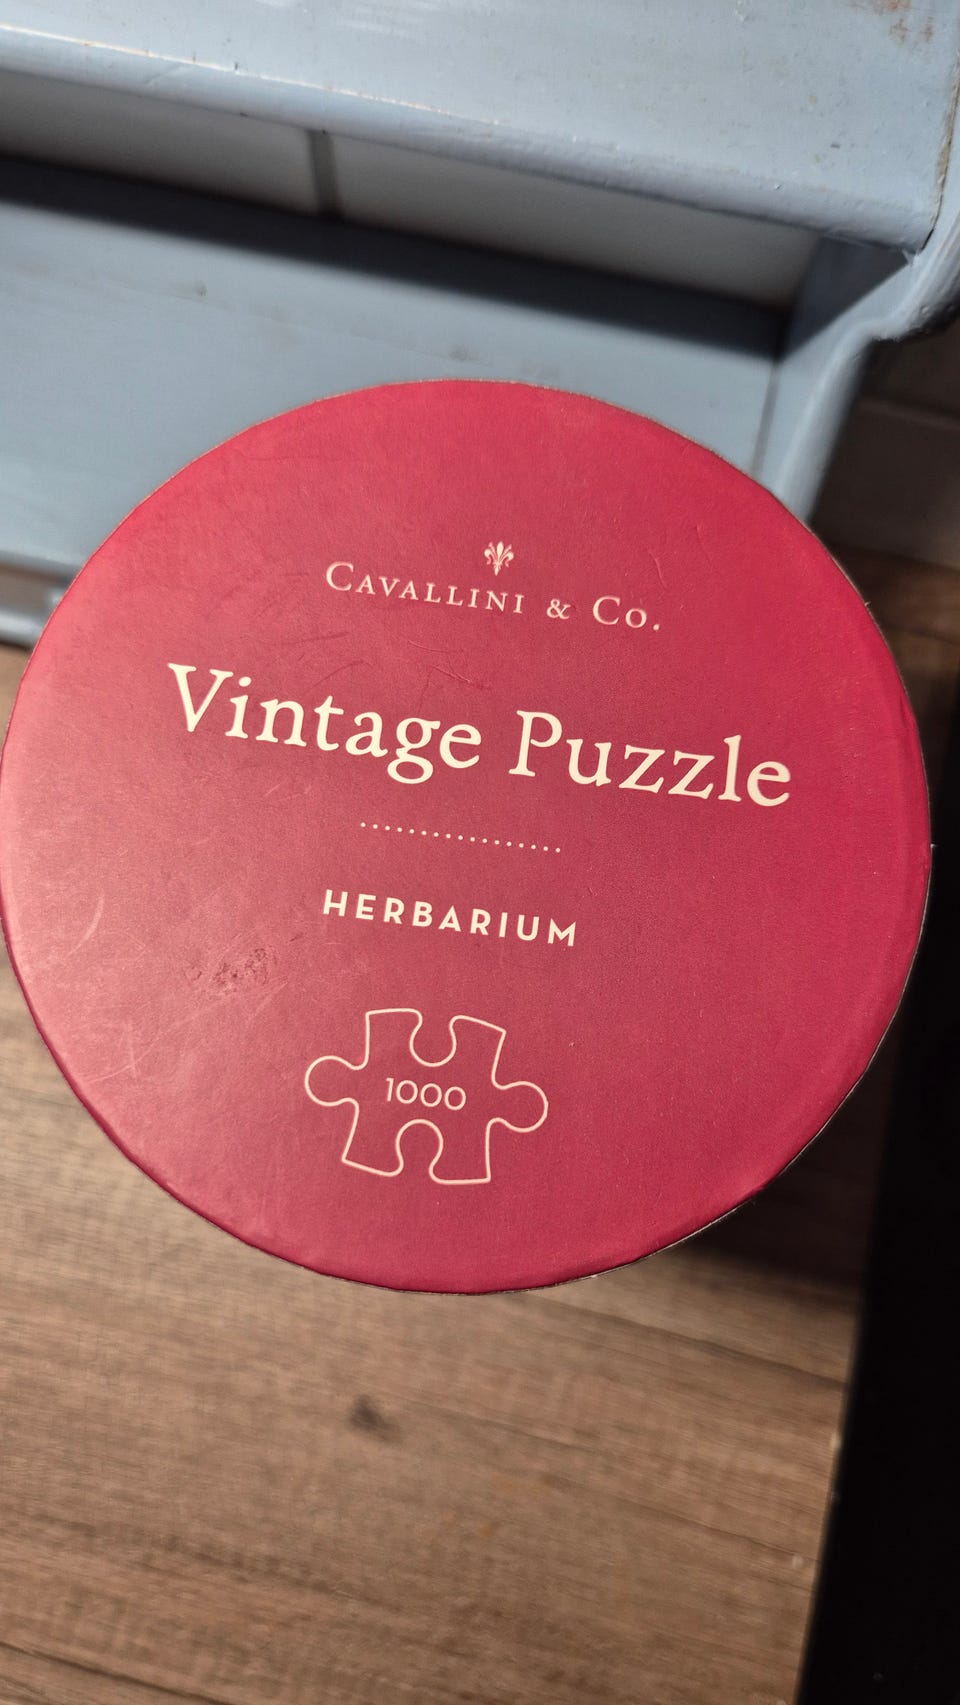 Cavallini & Co.
Vintage Puzzle
HERBARIUM
1000